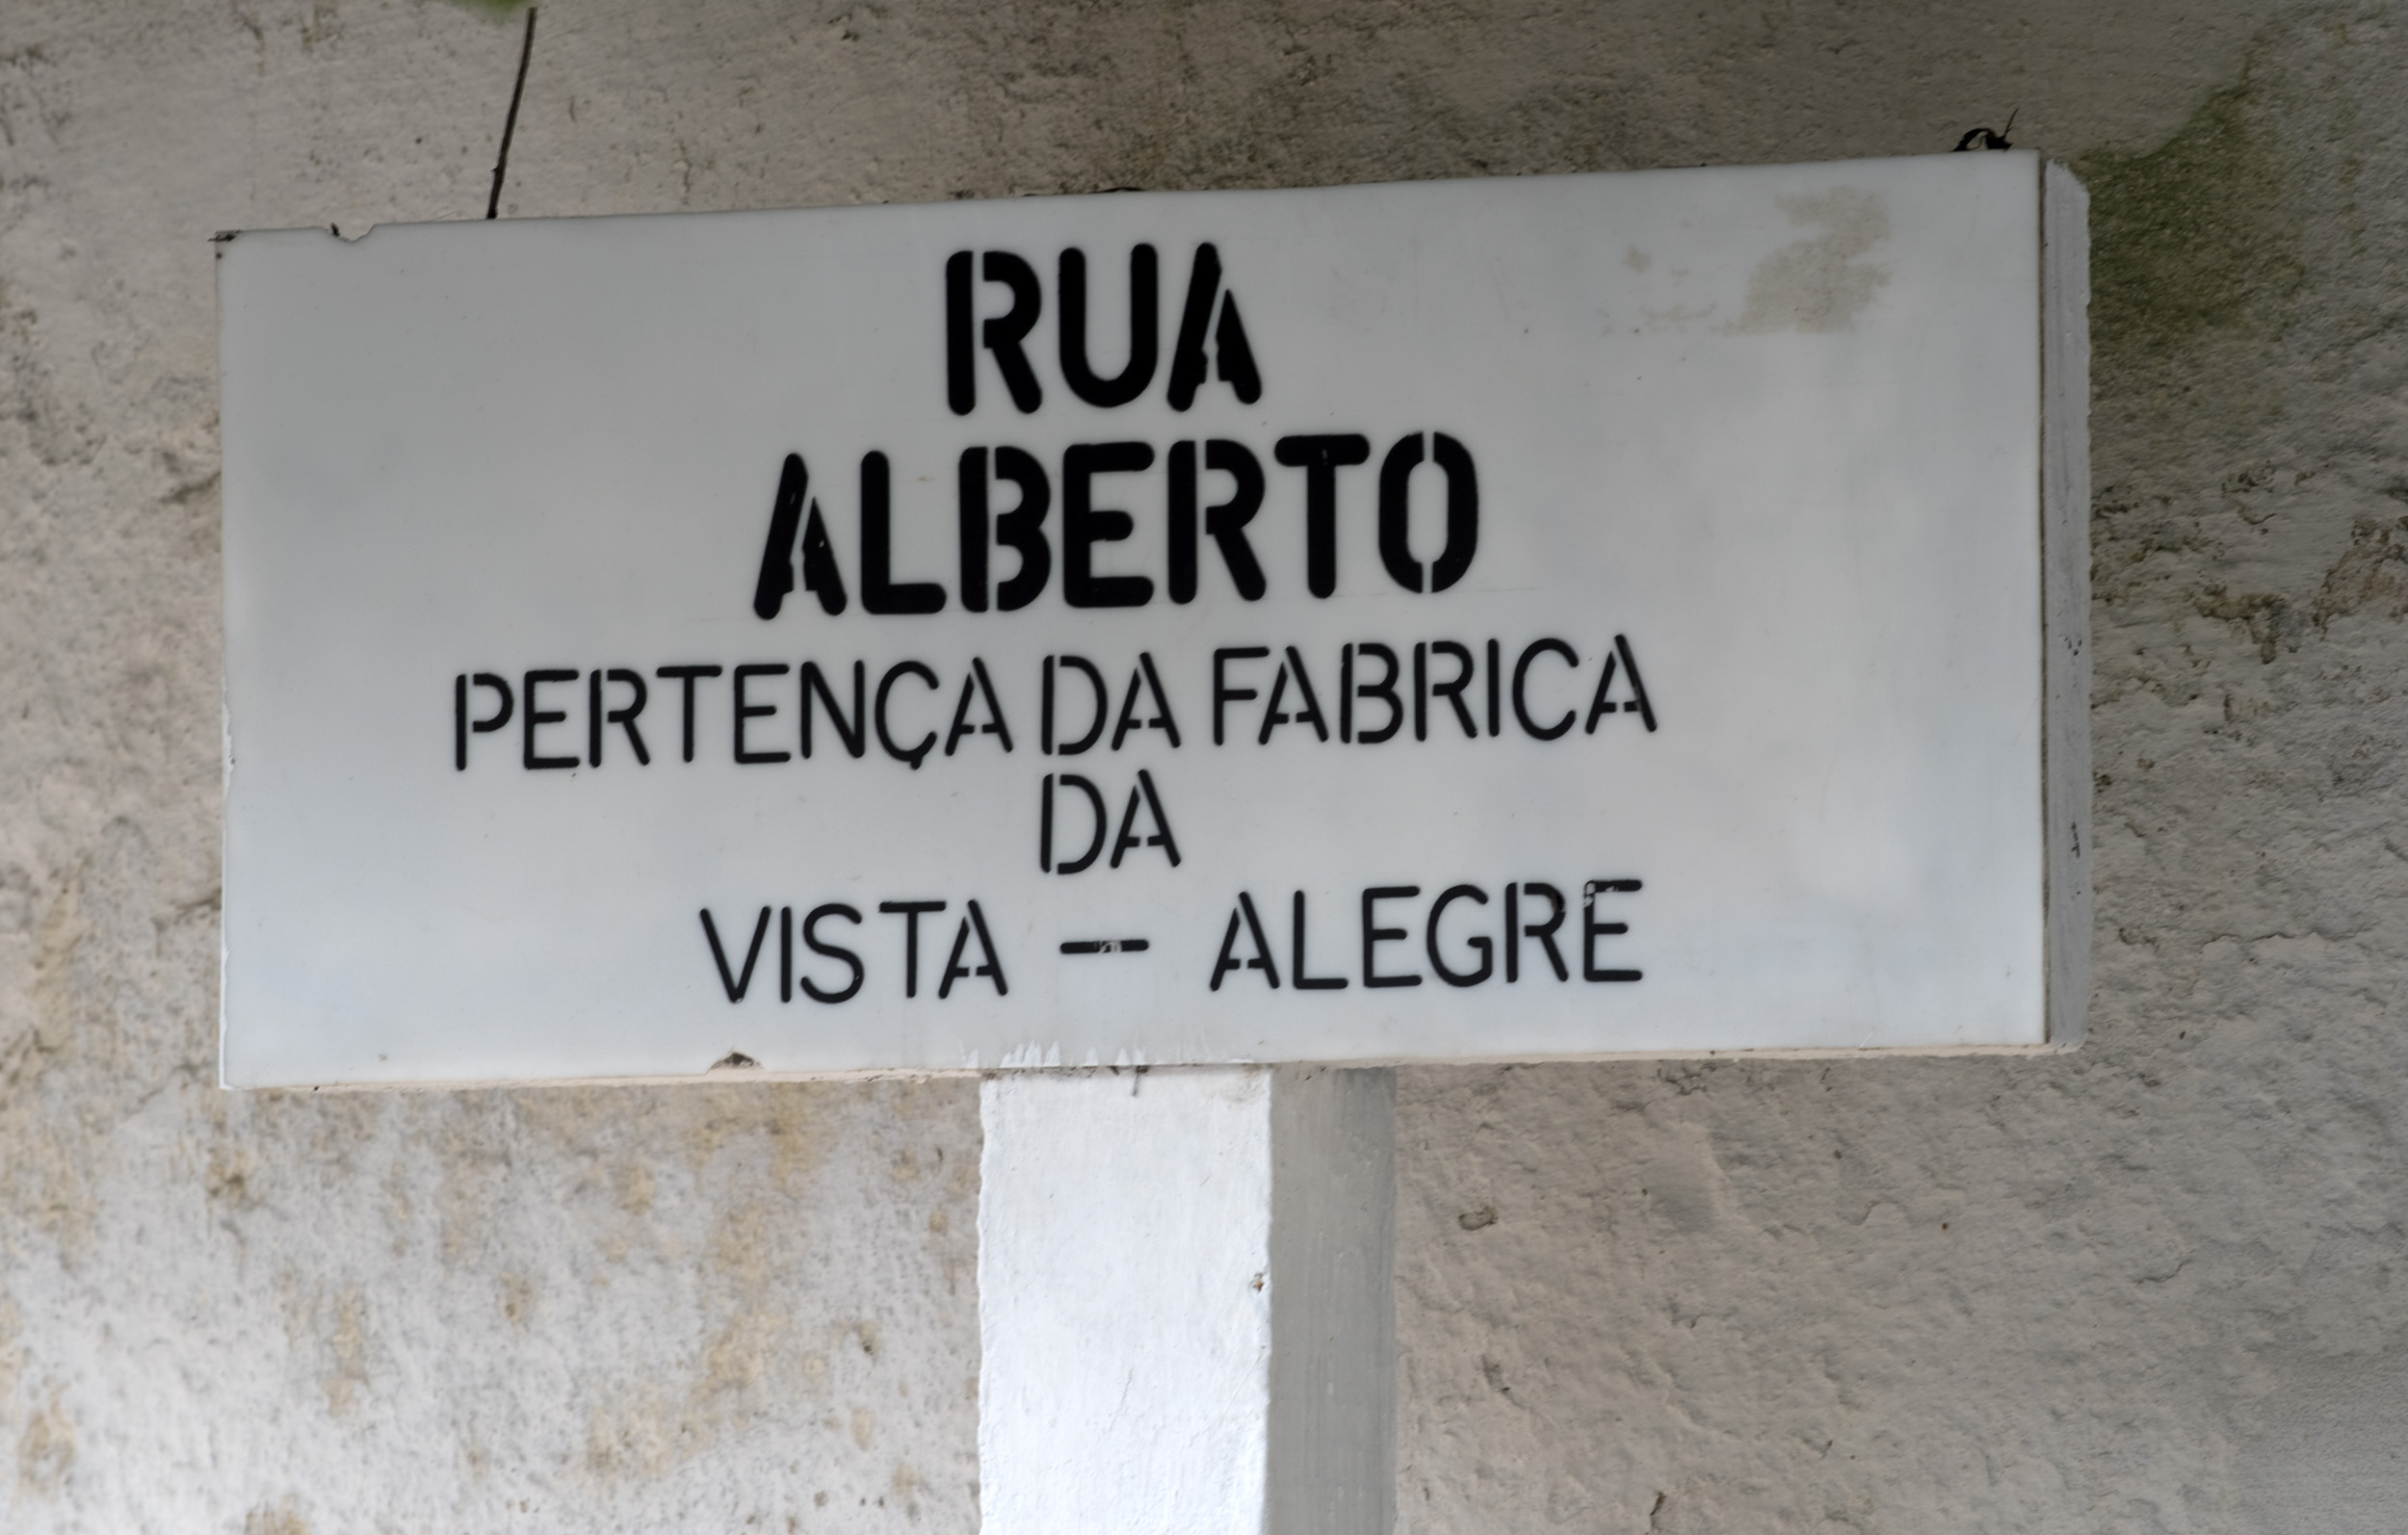 RUA
ALBERTO
PERTENÇA DA FABRICA
DA
VISTA - ALEGRE